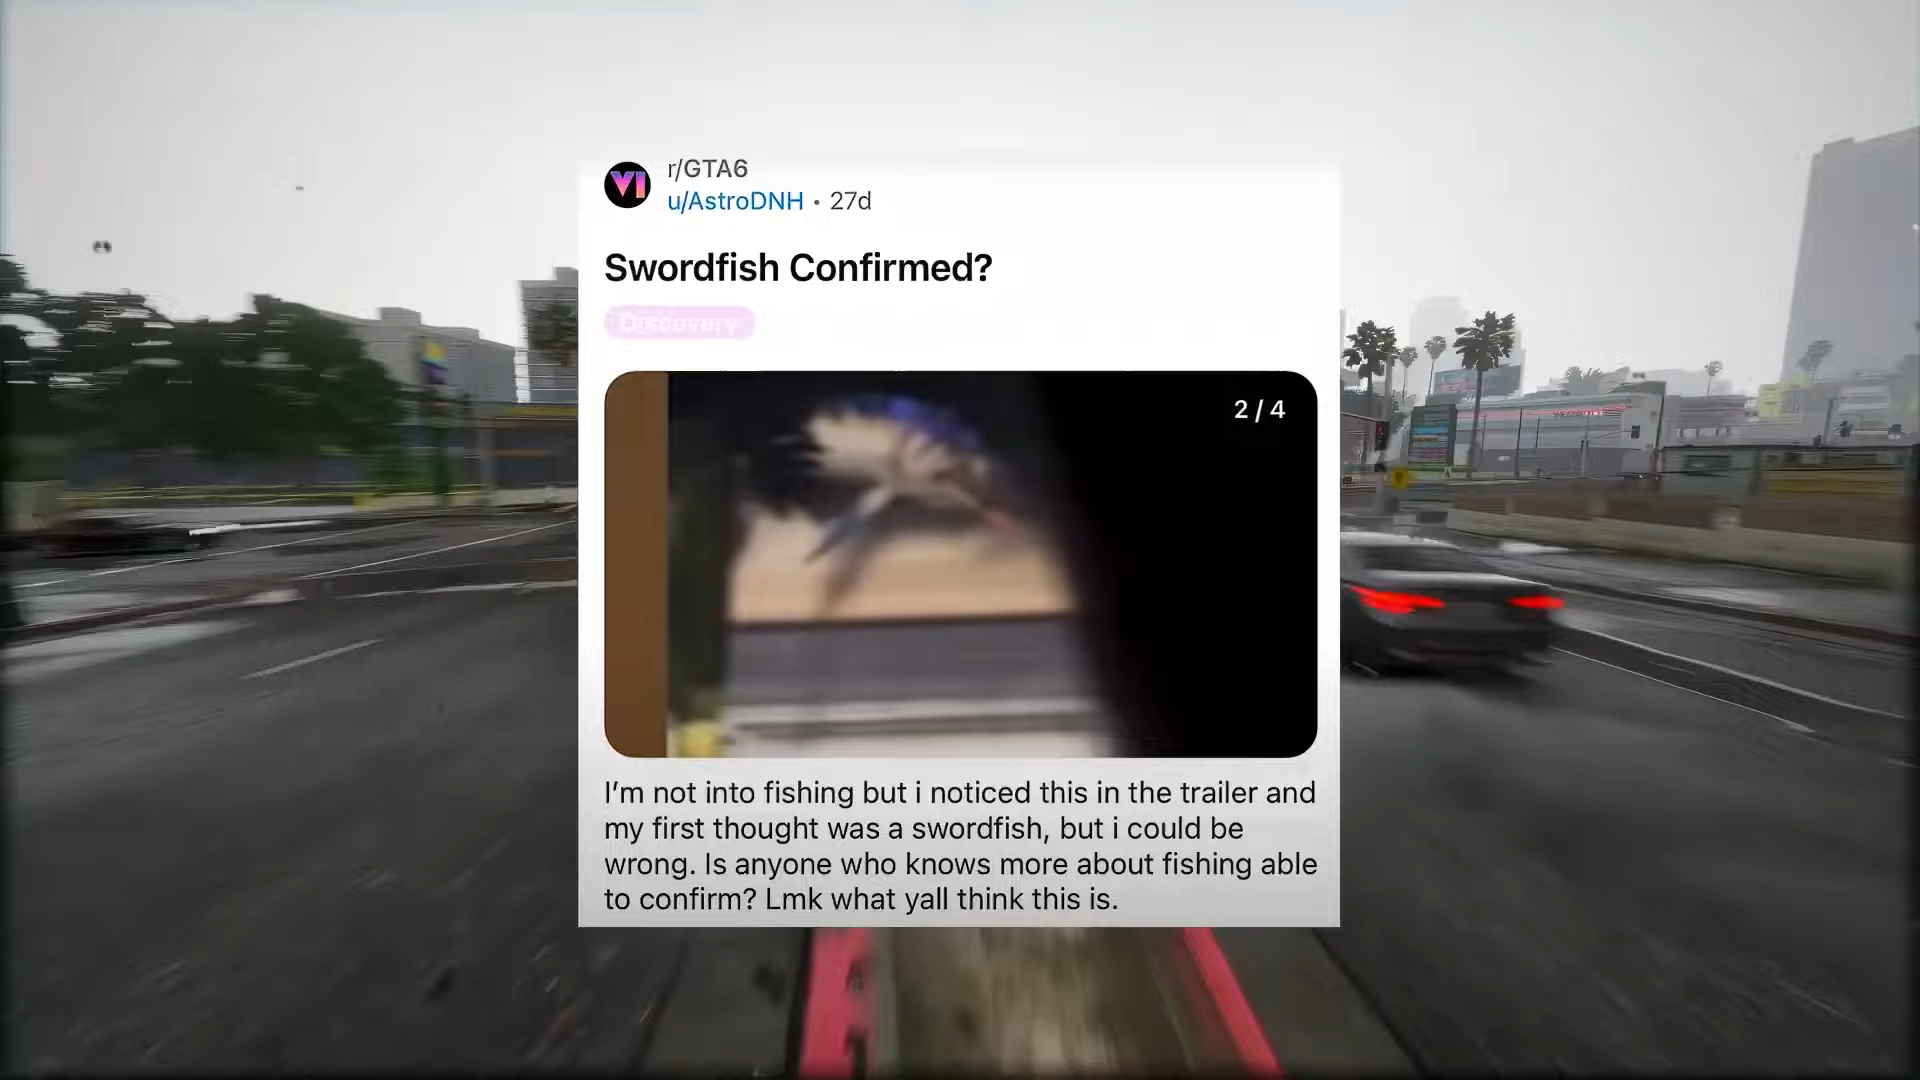 VI
r/GTA6
u/AstroDNH • 27d
Swordfish Confirmed?
Discovery
2 / 4
I'm not into fishing but i noticed this in the trailer and
my first thought was a swordfish, but i could be
wrong. Is anyone who knows more about fishing able
to confirm? Lmk what yall think this is.